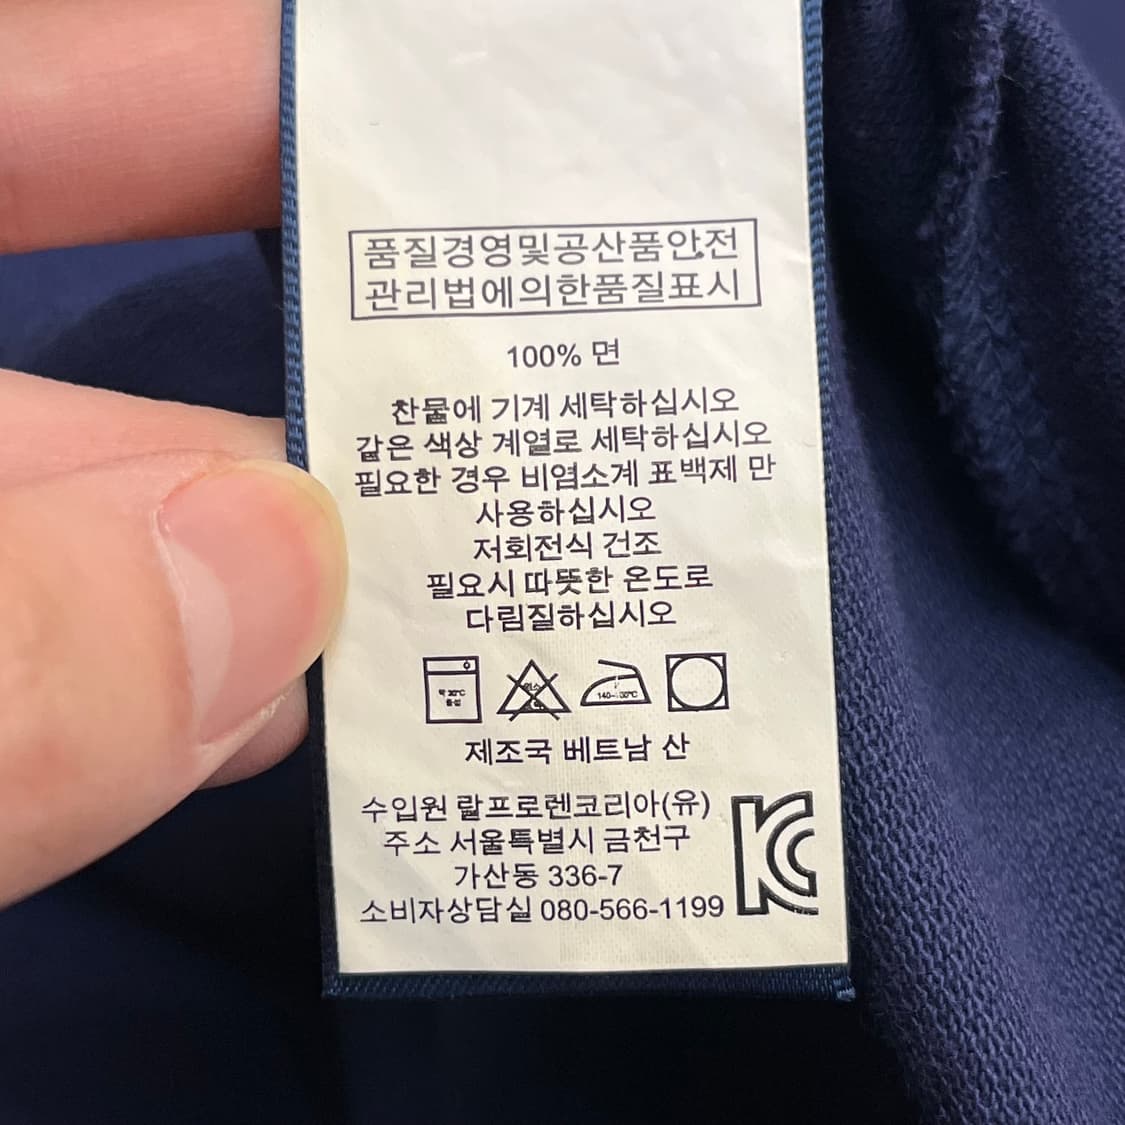 품질경영및공산품안전
관리법에의한품질표시
100% 면
찬물에 기계 세탁하십시오
같은 색상 계열로 세탁하십시오
필요한 경우 비염소계 표백제 만
사용하십시오
저회전식 건조
필요시 따뜻한 온도로
다림질하십시오
약 30℃
중성
제조국 베트남 산
수입원 랄프로렌코리아(유)
주소 서울특별시 금천구
가산동 336-7
소비자상담실 080-566-1199
KC